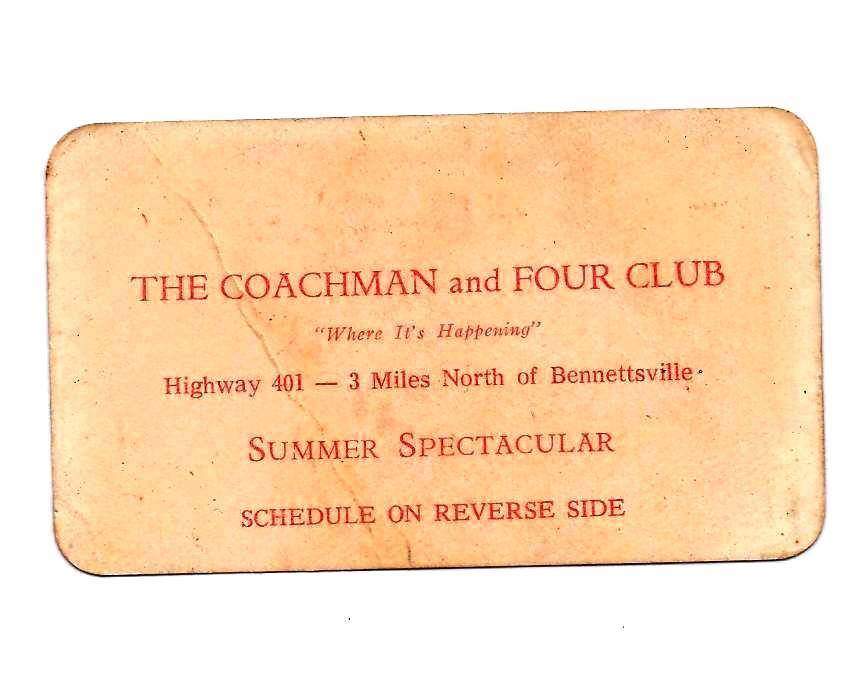 THE COACHMAN and FOUR CLUB
"Where It's Happening"
Highway 401 — 3 Miles North of Bennettsville
SUMMER SPECTACULAR
SCHEDULE ON REVERSE SIDE